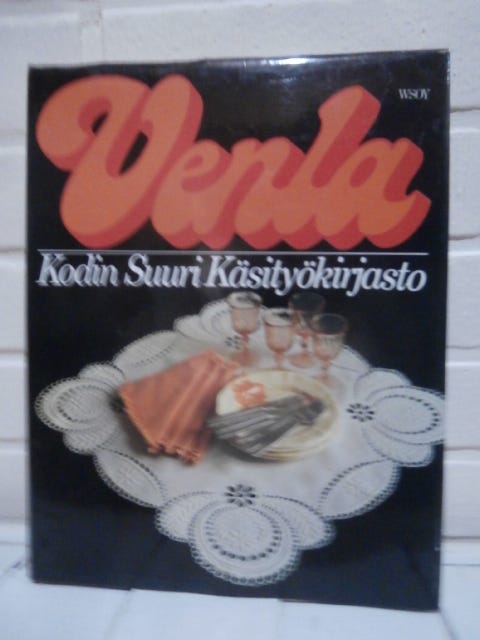 WSOY
Venla
Kodin Suuri Käsityökirjasto